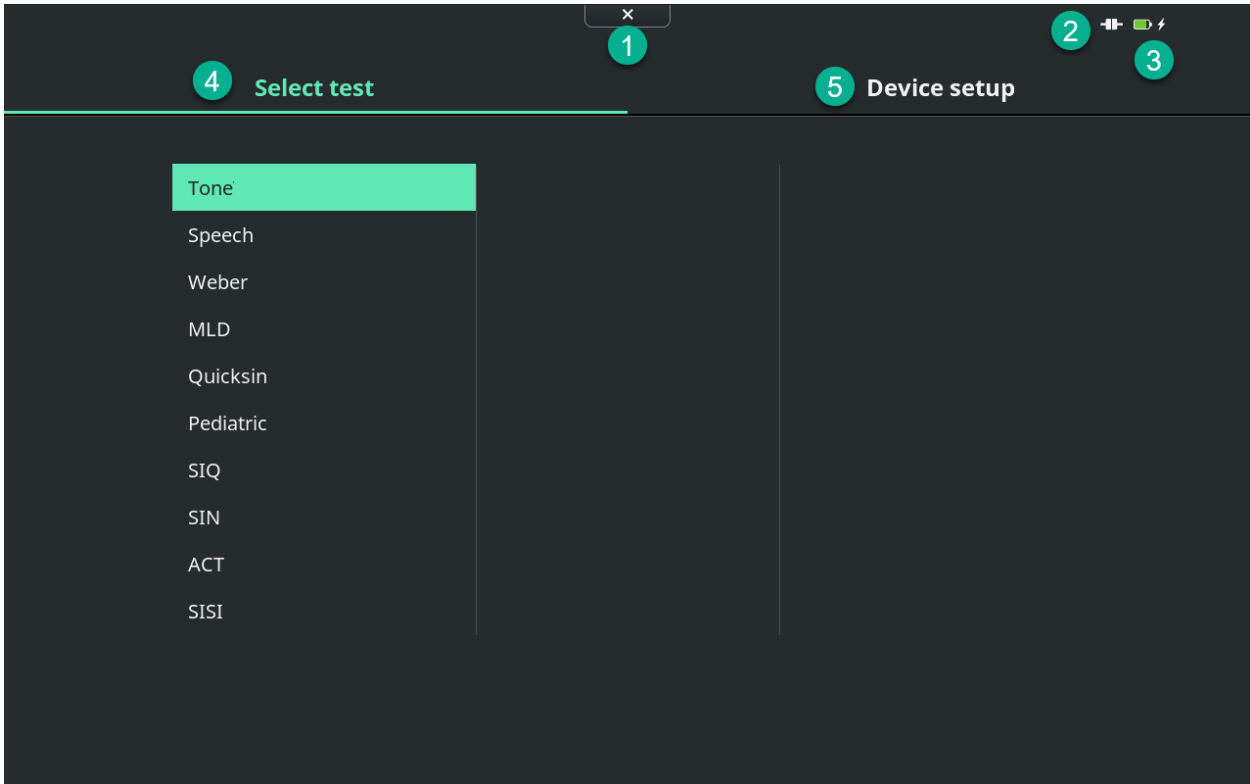 ×
1
2
3
4 Select test
5 Device setup
Tone
Speech
Weber
MLD
Quicksin
Pediatric
SIQ
SIN
ACT
SISI